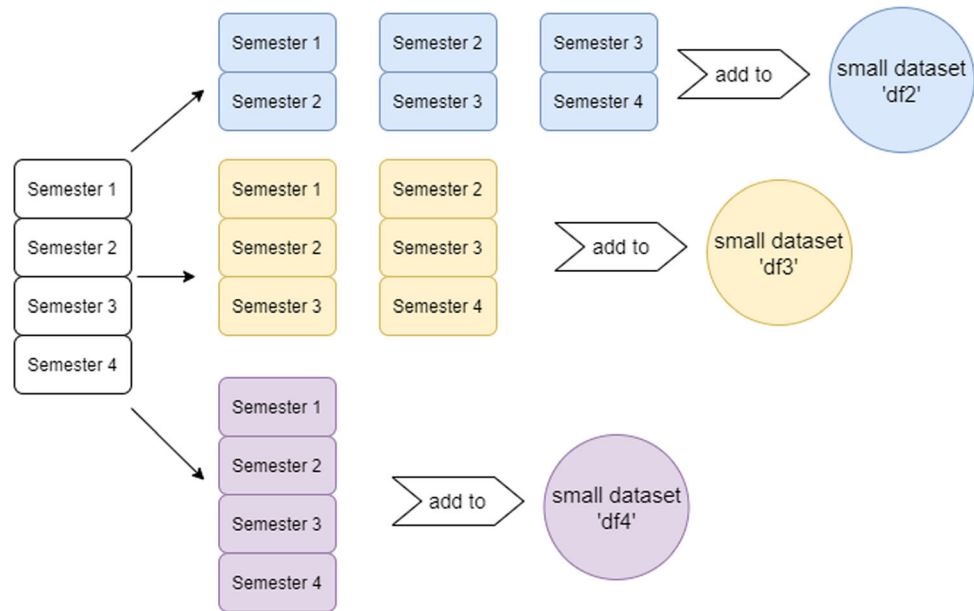 Semester 1
Semester 2
Semester 3
Semester 4
Semester 1
Semester 2
Semester 2
Semester 3
Semester 3
Semester 4
add to
small dataset
'df2'
Semester 1
Semester 2
Semester 3
Semester 2
Semester 3
Semester 4
add to
small dataset
'df3'
Semester 1
Semester 2
Semester 3
Semester 4
add to
small dataset
'df4'